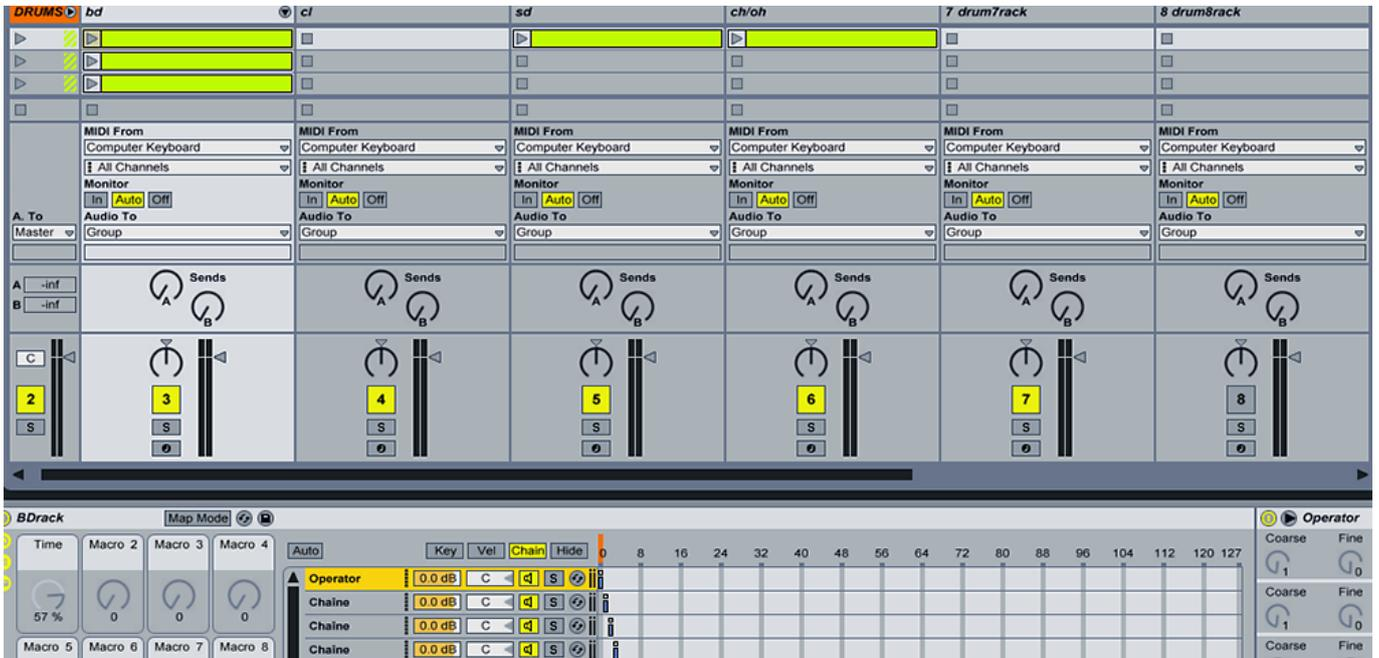 DRUMS bd cl sd ch/oh 7 drum7rack 8 drum8rack
MIDI From MIDI From MIDI From MIDI From MIDI From MIDI From
Computer Keyboard Computer Keyboard Computer Keyboard Computer Keyboard Computer Keyboard Computer Keyboard
All Channels All Channels All Channels All Channels All Channels All Channels
Monitor Monitor Monitor Monitor Monitor Monitor
In Auto Off In Auto Off In Auto Off In Auto Off In Auto Off In Auto Off
A. To Audio To Audio To Audio To Audio To Audio To Audio To
Master Group Group Group Group Group Group
A -inf Sends Sends Sends Sends Sends Sends
A A A A A A
B -inf B B B B B B
C
2 3 4 5 6 7 8
S S S S S S S
BDrack Map Mode Operator
Time Macro 2 Macro 3 Macro 4 Auto Key Vel Chain Hide 0 8 16 24 32 40 48 56 64 72 80 88 96 104 112 120 127 Coarse Fine
Operator 0.0 dB C S 1 0
Chaîne 0.0 dB C S Coarse Fine
57 % 0 0 0
Chaîne 0.0 dB C S 1 0
Macro 5 Macro 6 Macro 7 Macro 8 Chaîne 0.0 dB C S Coarse Fine